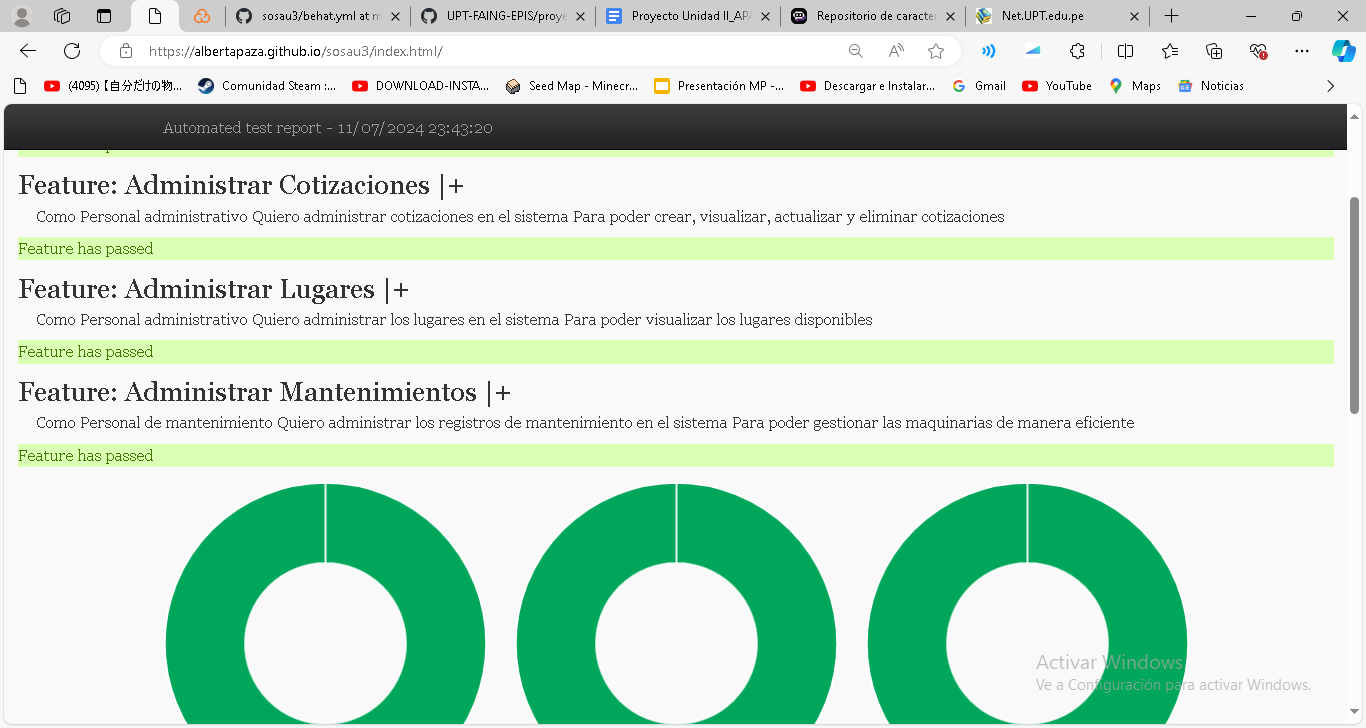 sosau3/behat.yml at m
UPT-FAING-EPIS/proye
Proyecto Unidad II_APA
Repositorio de caracter
Net.UPT.edu.pe
https://albertapaza.github.io/sosau3/index.html/
(4095) 【自分だけの物...
Comunidad Steam :...
DOWNLOAD-INSTA...
Seed Map - Minecr...
Presentación MP -...
Descargar e Instalar...
Gmail
YouTube
Maps
Noticias
Automated test report - 11/07/2024 23:43:20
Feature: Administrar Cotizaciones |+
Como Personal administrativo Quiero administrar cotizaciones en el sistema Para poder crear, visualizar, actualizar y eliminar cotizaciones
Feature has passed
Feature: Administrar Lugares |+
Como Personal administrativo Quiero administrar los lugares en el sistema Para poder visualizar los lugares disponibles
Feature has passed
Feature: Administrar Mantenimientos |+
Como Personal de mantenimiento Quiero administrar los registros de mantenimiento en el sistema Para poder gestionar las maquinarias de manera eficiente
Feature has passed
Activar Windows
Ve a Configuración para activar Windows.